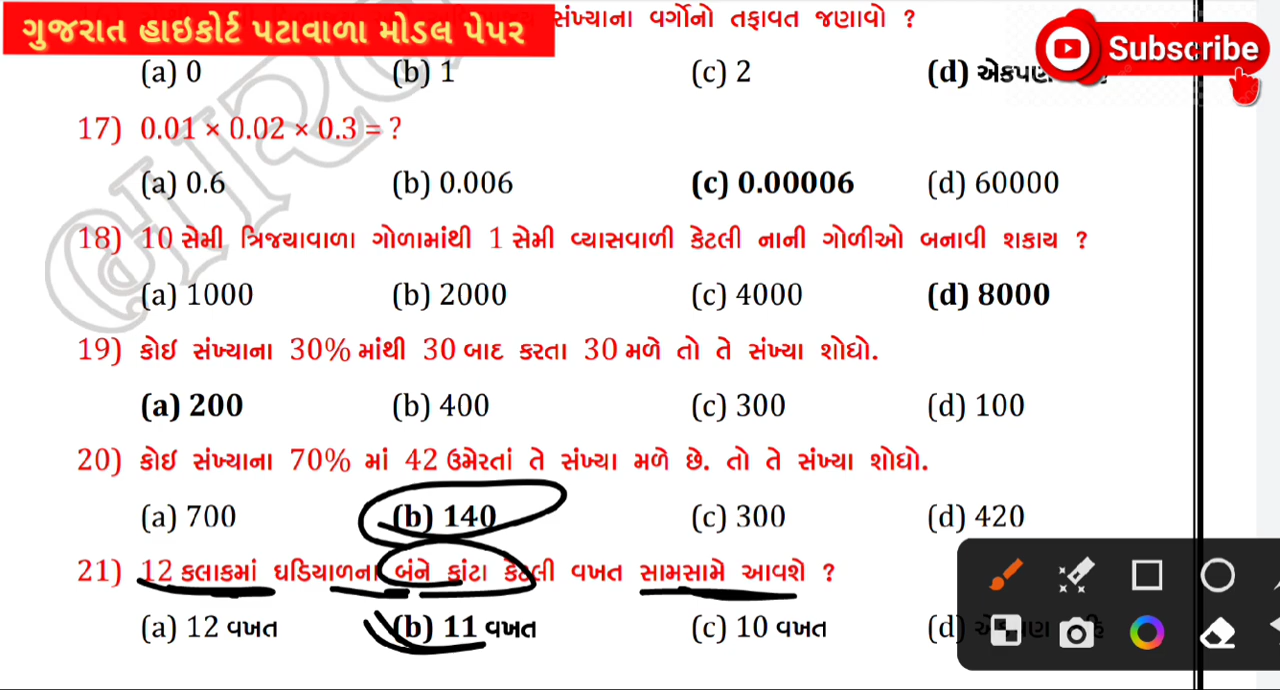 ગુજરાત હાઇકોર્ટ પટાવાળા મોડલ પેપર
સંખ્યાના વર્ગોનો તફાવત જણાવો ?
Subscribe
(a) 0 (b) 1 (c) 2 (d) એકપણ
17) 0.01 × 0.02 × 0.3 = ?
(a) 0.6 (b) 0.006 (c) 0.00006 (d) 60000
18) 10 સેમી ત્રિજ્યાવાળા ગોળામાંથી 1 સેમી વ્યાસવાળી કેટલી નાની ગોળીઓ બનાવી શકાય ?
(a) 1000 (b) 2000 (c) 4000 (d) 8000
19) કોઈ સંખ્યાના 30% માંથી 30 બાદ કરતા 30 મળે તો તે સંખ્યા શોધો.
(a) 200 (b) 400 (c) 300 (d) 100
20) કોઈ સંખ્યાના 70% માં 42 ઉમેરતાં તે સંખ્યા મળે છે. તો તે સંખ્યા શોધો.
(a) 700 (b) 140 (c) 300 (d) 420
21) 12 કલાકમાં ઘડિયાળના બંને કાંટા કેટલી વખત સામસામે આવશે ?
(a) 12 વખત (b) 11 વખત (c) 10 વખત (d)